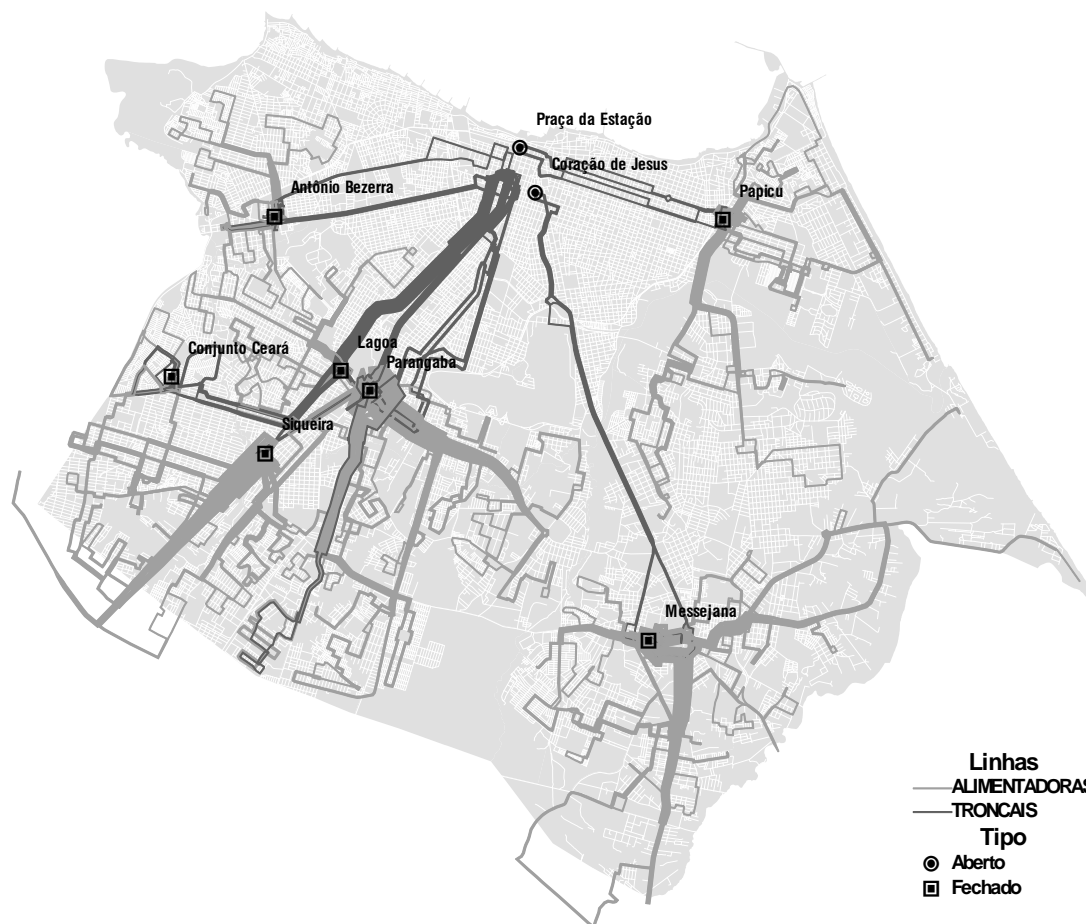 Praça da Estação
Coração de Jesus
Antônio Bezerra
Papicu
Lagoa
Conjunto Ceará
Parangaba
Siqueira
Messejana
Linhas
ALIMENTADORAS
TRONCAIS
Tipo
Aberto
Fechado